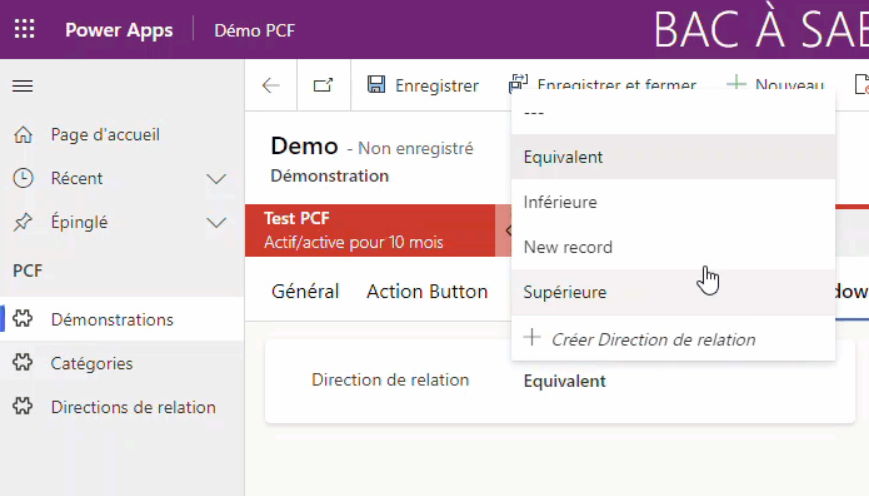 Power Apps
Démo PCF
BAC À SAB
Enregistrer
Enregistrer et fermer
Nouveau
Page d'accueil
Récent
Épinglé
PCF
Démonstrations
Catégories
Directions de relation
Demo - Non enregistré
Démonstration
Test PCF
Actif/active pour 10 mois
Général
Action Button
dow
---
Equivalent
Inférieure
New record
Supérieure
Créer Direction de relation
Direction de relation
Equivalent